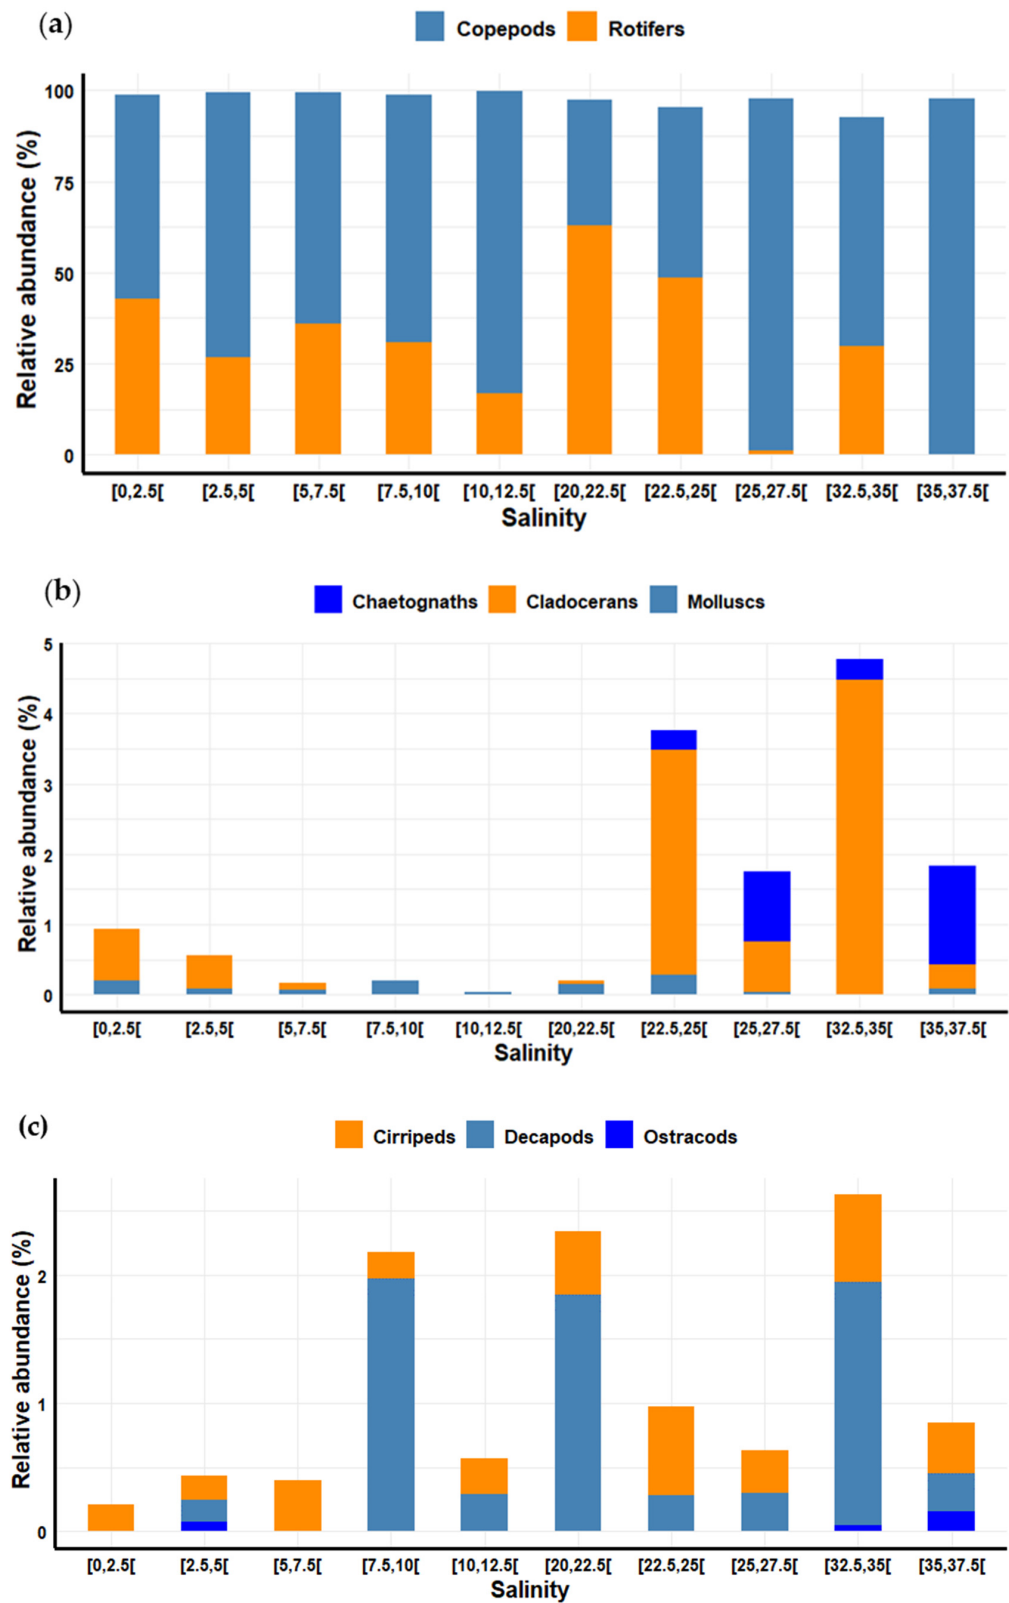 (a)
Copepods Rotifers
Relative abundance (%)
100
75
50
25
0
[0,2.5[ [2.5,5[ [5,7.5[ [7.5,10[ [10,12.5[ [20,22.5[ [22.5,25[ [25,27.5[ [32.5,35[ [35,37.5[
Salinity
(b)
Chaetognaths Cladocerans Molluscs
Relative abundance (%)
5
4
3
2
1
0
[0,2.5[ [2.5,5[ [5,7.5[ [7.5,10[ [10,12.5[ [20,22.5[ [22.5,25[ [25,27.5[ [32.5,35[ [35,37.5[
Salinity
(c)
Cirripeds Decapods Ostracods
Relative abundance (%)
2
1
0
[0,2.5[ [2.5,5[ [5,7.5[ [7.5,10[ [10,12.5[ [20,22.5[ [22.5,25[ [25,27.5[ [32.5,35[ [35,37.5[
Salinity